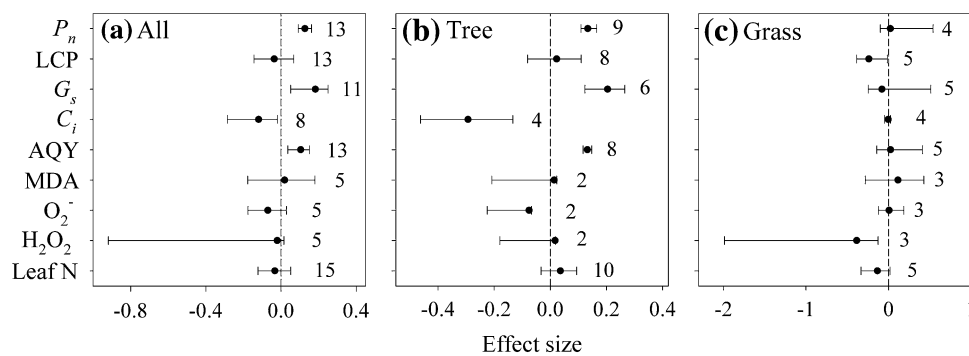 (a) All (b) Tree (c) Grass
Pn 13 9 4
LCP 13 8 5
Gs 11 6 5
Ci 8 4 4
AQY 13 8 5
MDA 5 2 3
O2- 5 2 3
H2O2 5 2 3
Leaf N 15 10 5
-0.8 -0.4 0.0 0.4 -0.4 -0.2 0.0 0.2 0.4 -2 -1 0 1
Effect size